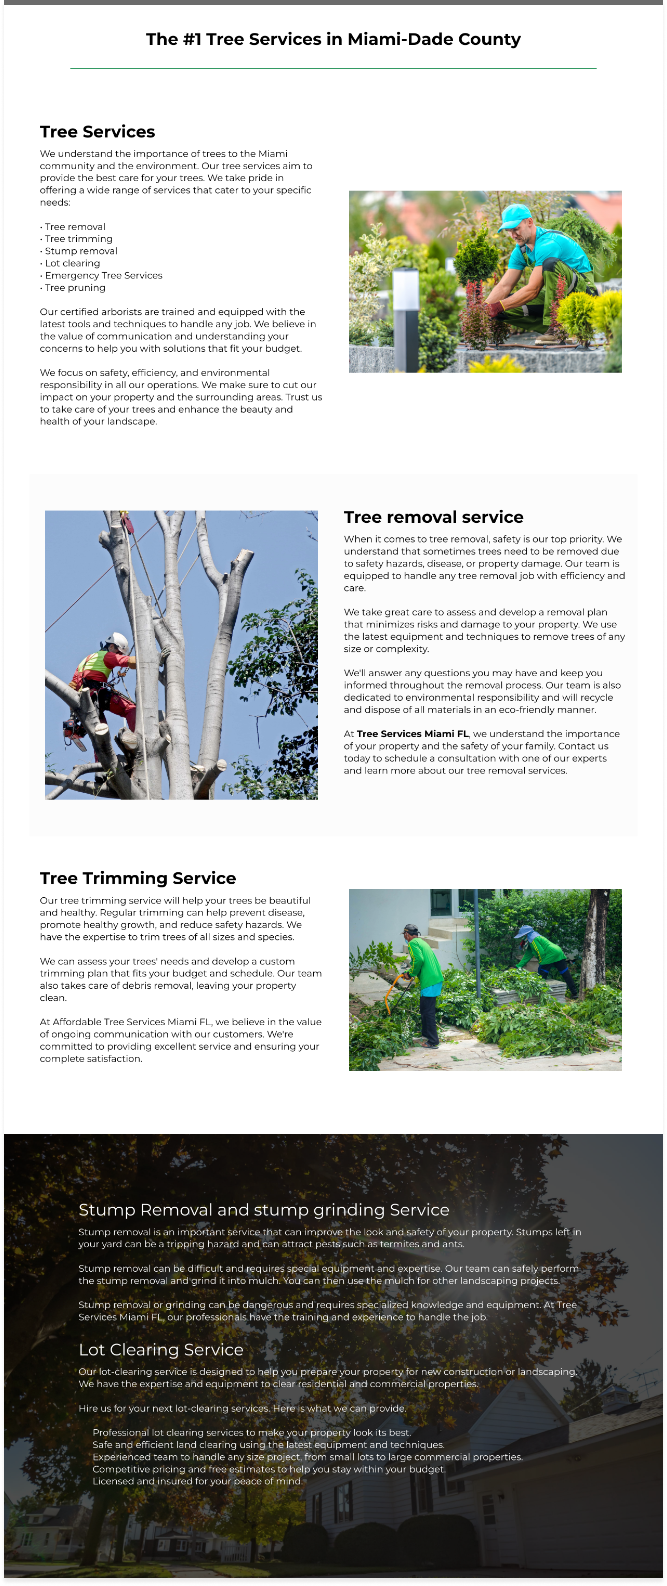 The #1 Tree Services in Miami-Dade County
Tree Services
We understand the importance of trees to the Miami
community and the environment. Our tree services aim to
provide the best care for your trees. We take pride in
offering a wide range of services that cater to your specific
needs:
• Tree removal
• Tree trimming
• Stump removal
• Lot clearing
• Emergency Tree Services
• Tree pruning
Our certified arborists are trained and equipped with the
latest tools and techniques to handle any job. We believe in
the value of communication and understanding your
concerns to help you with solutions that fit your budget.
We focus on safety, efficiency, and environmental
responsibility in all our operations. We make sure to cut our
impact on your property and the surrounding areas. Trust us
to take care of your trees and enhance the beauty and
health of your landscape.
Tree removal service
When it comes to tree removal, safety is our top priority. We
understand that sometimes trees need to be removed due
to safety hazards, disease, or property damage. Our team is
equipped to handle any tree removal job with efficiency and
care.
We take great care to assess and develop a removal plan
that minimizes risks and damage to your property. We use
the latest equipment and techniques to remove trees of any
size or complexity.
We'll answer any questions you may have and keep you
informed throughout the removal process. Our team is also
dedicated to environmental responsibility and will recycle
and dispose of all materials in an eco-friendly manner.
At Tree Services Miami FL, we understand the importance
of your property and the safety of your family. Contact us
today to schedule a consultation with one of our experts
and learn more about our tree removal services.
Tree Trimming Service
Our tree trimming service will help your trees be beautiful
and healthy. Regular trimming can help prevent disease,
promote healthy growth, and reduce safety hazards. We
have the expertise to trim trees of all sizes and species.
We can assess your trees' needs and develop a custom
trimming plan that fits your budget and schedule. Our team
also takes care of debris removal, leaving your property
clean.
At Affordable Tree Services Miami FL, we believe in the value
of ongoing communication with our customers. We're
committed to providing excellent service and ensuring your
complete satisfaction.
Stump Removal and stump grinding Service
Stump removal is an important service that can improve the look and safety of your property. Stumps left in
your yard can be a tripping hazard and can attract pests such as termites and ants.
Stump removal can be difficult and requires special equipment and expertise. Our team can safely perform
the stump removal and grind it into mulch. You can then use the mulch for other landscaping projects.
Stump removal or grinding can be dangerous and requires specialized knowledge and equipment. At Tree
Services Miami FL, our professionals have the training and experience to handle the job.
Lot Clearing Service
Our lot-clearing service is designed to help you prepare your property for new construction or landscaping.
We have the expertise and equipment to clear residential and commercial properties.
Hire us for your next lot-clearing services. Here is what we can provide.
Professional lot clearing services to make your property look its best.
Safe and efficient land clearing using the latest equipment and techniques.
Experienced team to handle any size project, from small lots to large commercial properties.
Competitive pricing and free estimates to help you stay within your budget.
Licensed and insured for your peace of mind.